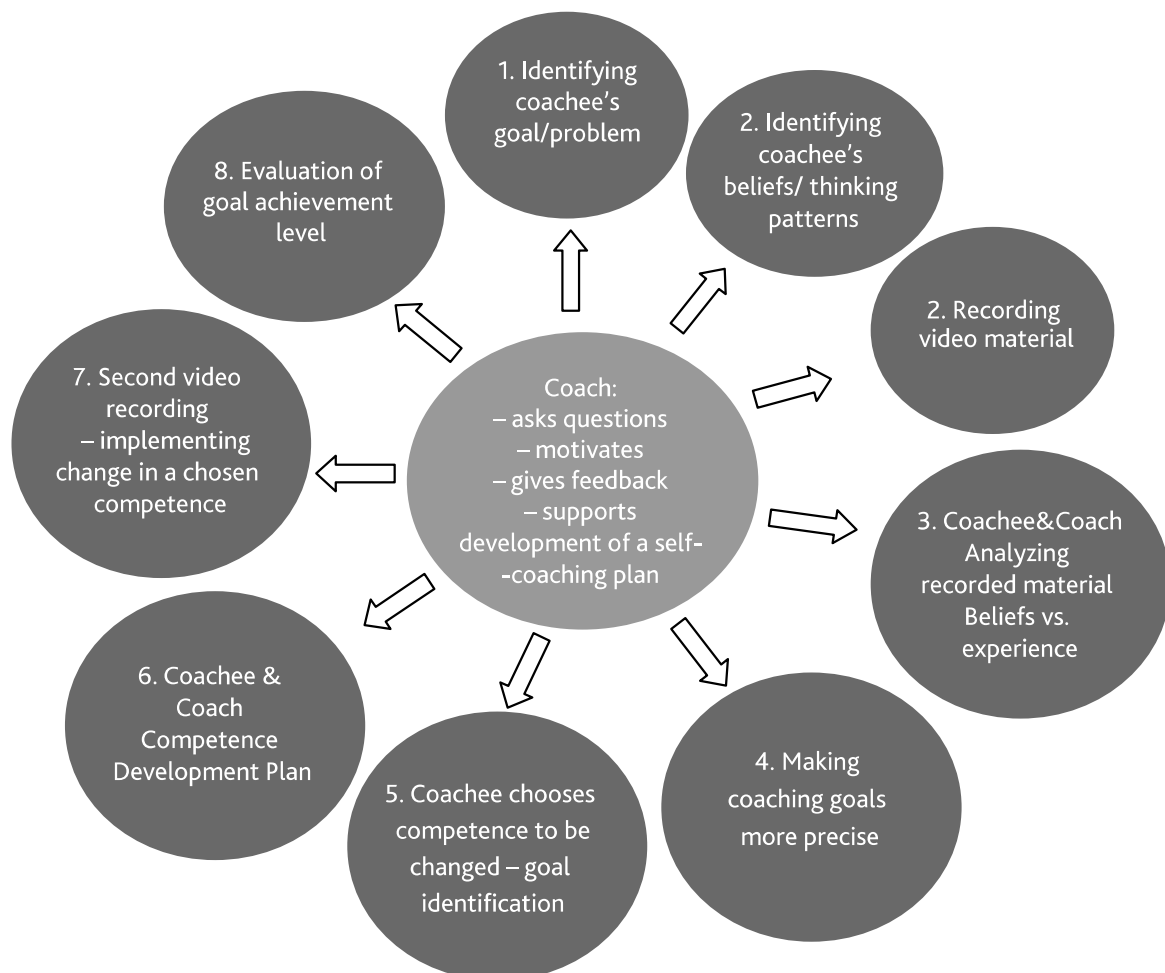 1. Identifying
coachee's
goal/problem
2. Identifying
coachee's
beliefs/ thinking
patterns
2. Recording
video material
3. Coachee&Coach
Analyzing
recorded material
Beliefs vs.
experience
4. Making
coaching goals
more precise
5. Coachee chooses
competence to be
changed – goal
identification
6. Coachee &
Coach
Competence
Development Plan
7. Second video
recording
– implementing
change in a chosen
competence
8. Evaluation of
goal achievement
level
Coach:
– asks questions
– motivates
– gives feedback
– supports
development of a self-
-coaching plan